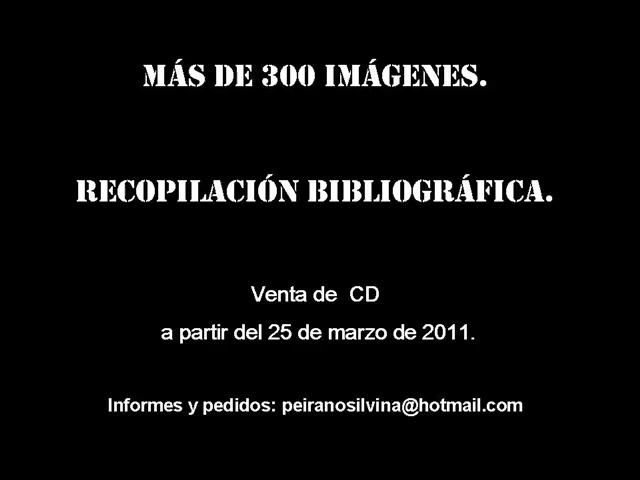 MÁS DE 300 IMÁGENES.
RECOPILACIÓN BIBLIOGRÁFICA.
Venta de CD
a partir del 25 de marzo de 2011.
Informes y pedidos: peiranosilvina@hotmail.com